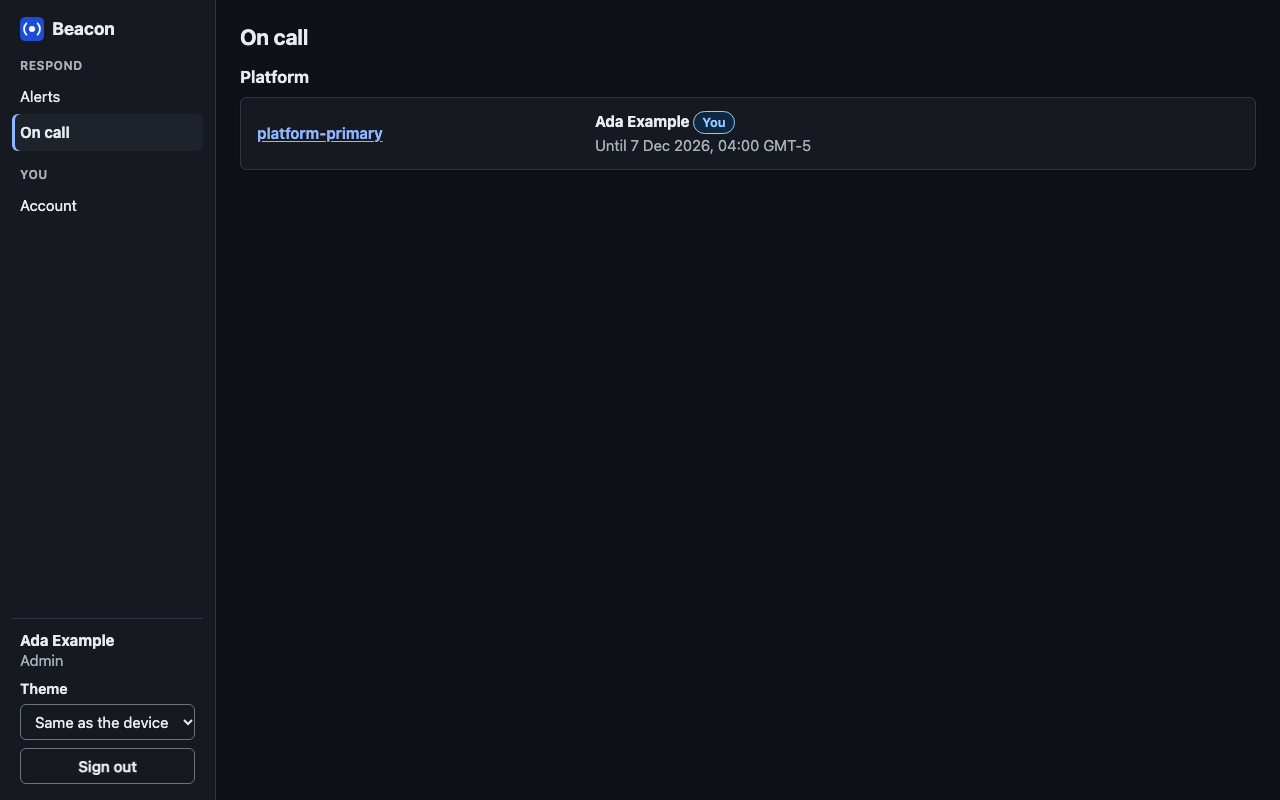 Beacon
RESPOND
Alerts
On call
YOU
Account
Ada Example
Admin
Theme
Same as the device
Sign out
On call
Platform
platform-primary
Ada Example You
Until 7 Dec 2026, 04:00 GMT-5